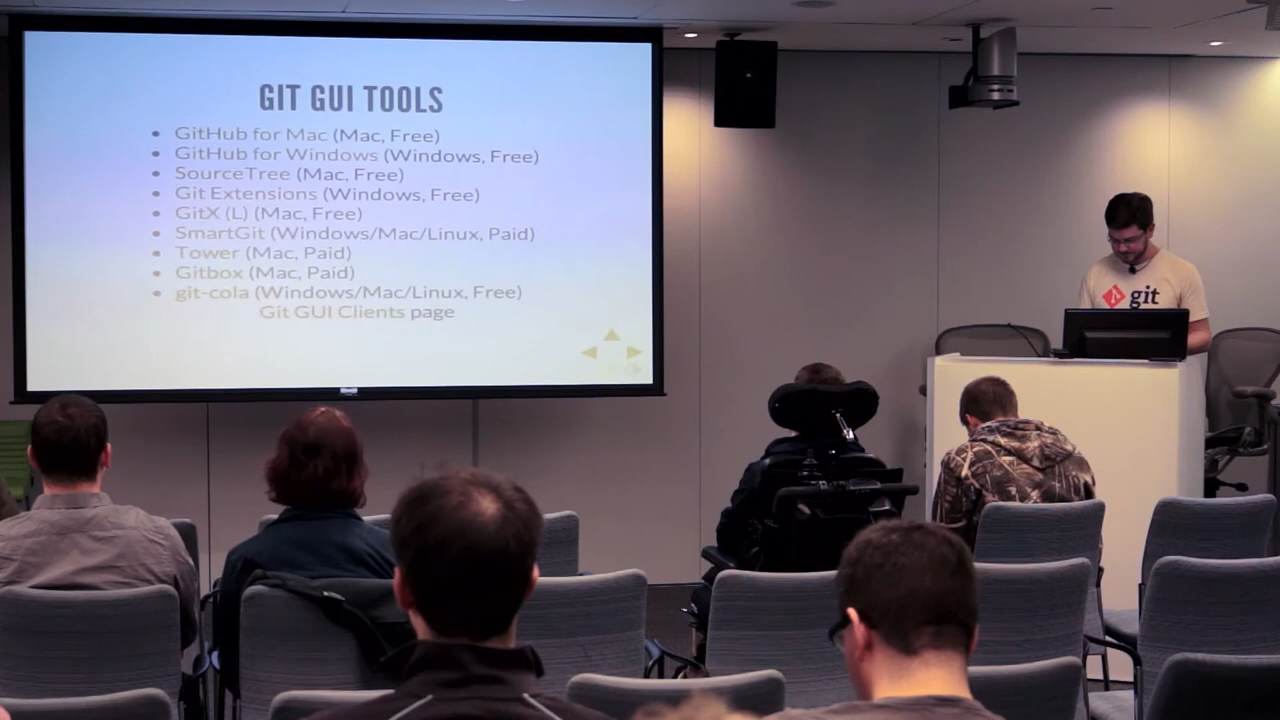 GIT GUI TOOLS
• GitHub for Mac (Mac, Free)
• GitHub for Windows (Windows, Free)
• SourceTree (Mac, Free)
• Git Extensions (Windows, Free)
• GitX (L) (Mac, Free)
• SmartGit (Windows/Mac/Linux, Paid)
• Tower (Mac, Paid)
• Gitbox (Mac, Paid)
• git-cola (Windows/Mac/Linux, Free)
Git GUI Clients page
git